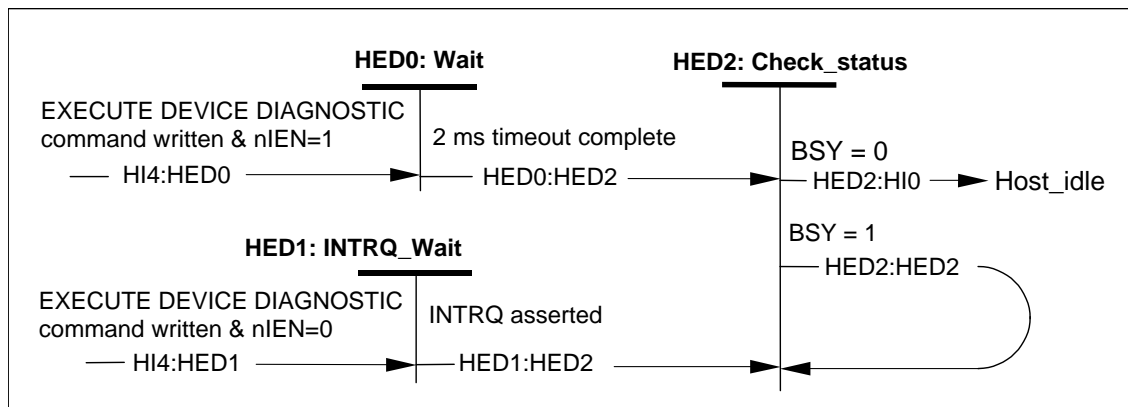 HED0: Wait
HED2: Check_status
EXECUTE DEVICE DIAGNOSTIC
command written & nIEN=1
2 ms timeout complete
BSY = 0
HI4:HED0
HED0:HED2
HED2:HI0
Host_idle
HED1: INTRQ_Wait
BSY = 1
HED2:HED2
EXECUTE DEVICE DIAGNOSTIC
command written & nIEN=0
INTRQ asserted
HI4:HED1
HED1:HED2